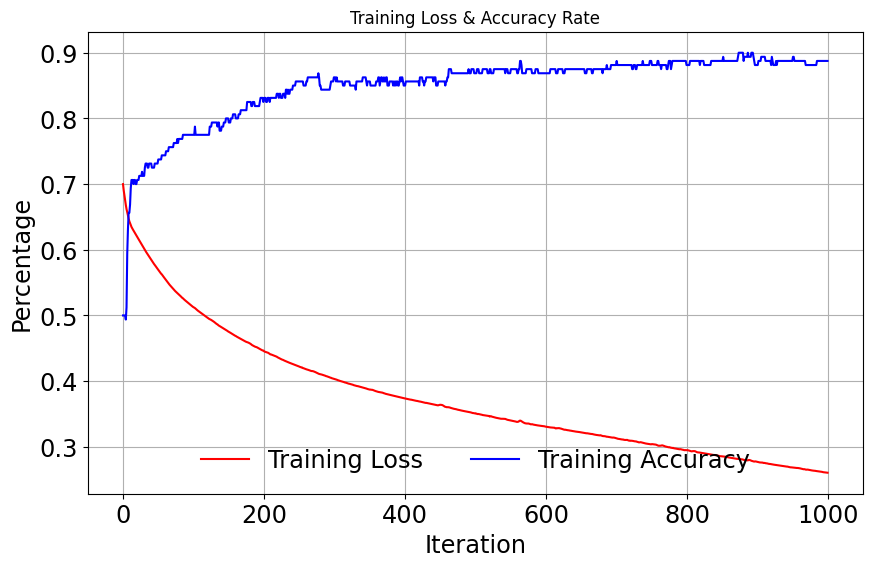 Training Loss & Accuracy Rate
0.9
0.8
0.7
0.6
0.5
0.4
0.3
Percentage
Training Loss Training Accuracy
0 200 400 600 800 1000
Iteration